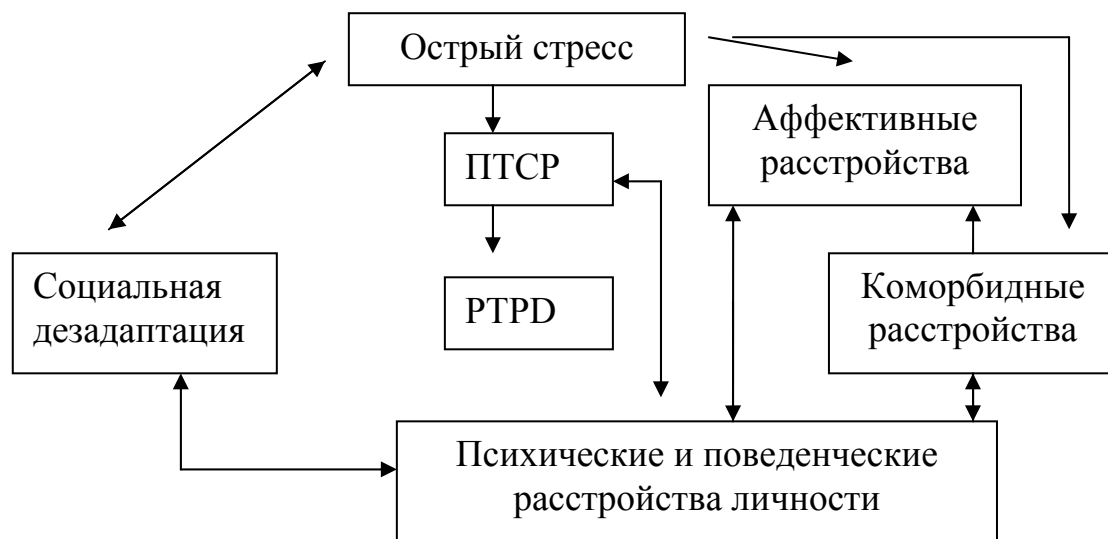 Острый стресс
Аффективные
расстройства
ПТСР
Социальная
дезадаптация
PTPD
Коморбидные
расстройства
Психические и поведенческие
расстройства личности